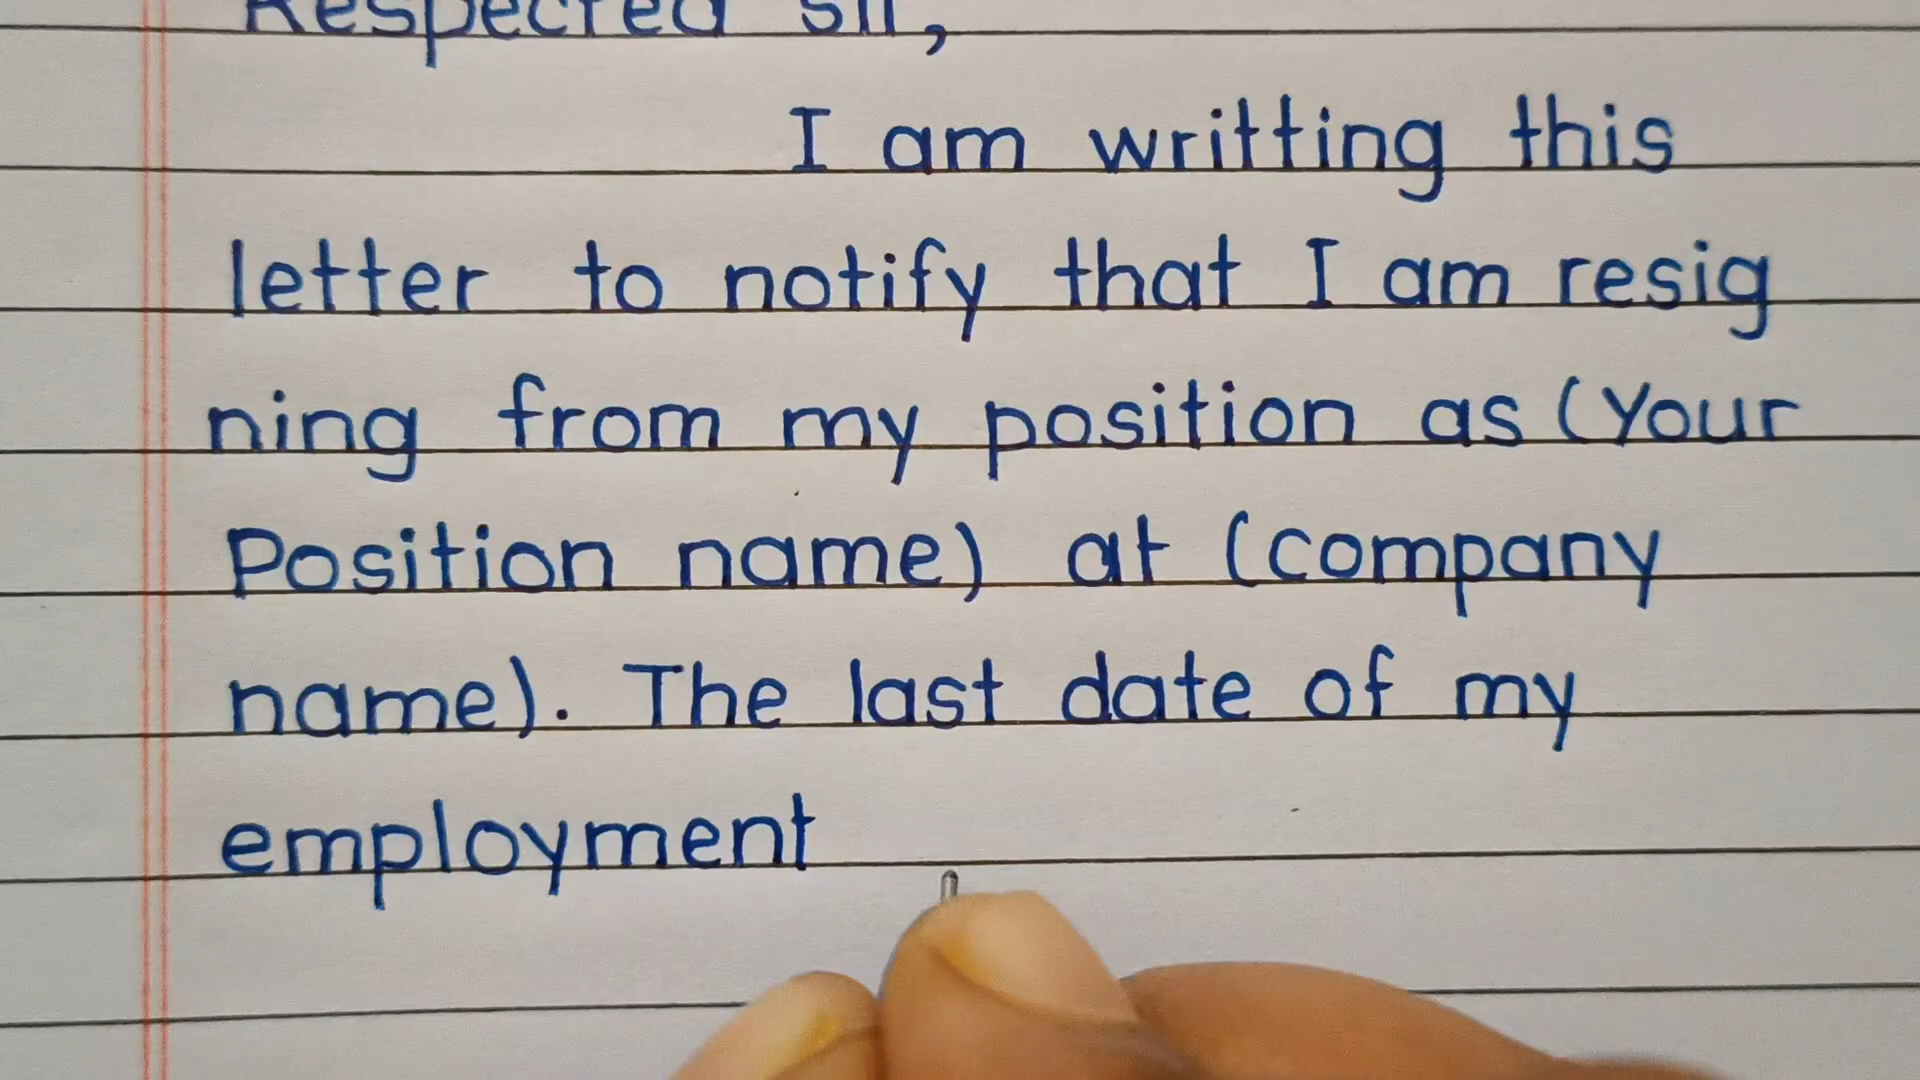 Respected sir,
I am writting this
letter to notify that I am resig
ning from my position as (Your
Position name) at (company
name). The last date of my
employment